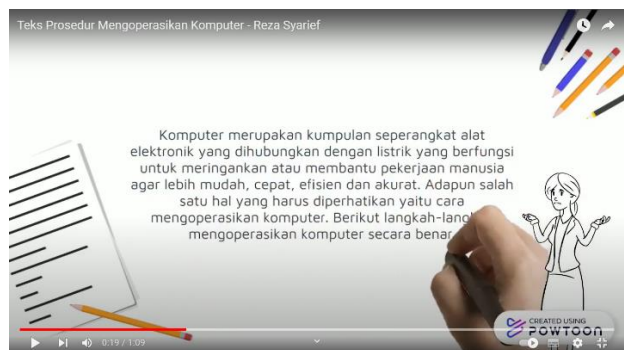 Teks Prosedur Mengoperasikan Komputer - Reza Syarief
Komputer merupakan kumpulan seperangkat alat
elektronik yang dihubungkan dengan listrik yang berfungsi
untuk meringankan atau membantu pekerjaan manusia
agar lebih mudah, cepat, efisien dan akurat. Adapun salah
satu hal yang harus diperhatikan yaitu cara
mengoperasikan komputer. Berikut
mengoperasikan komputer secara benar
CREATED USING
POWTOON
0:19 / 1:09